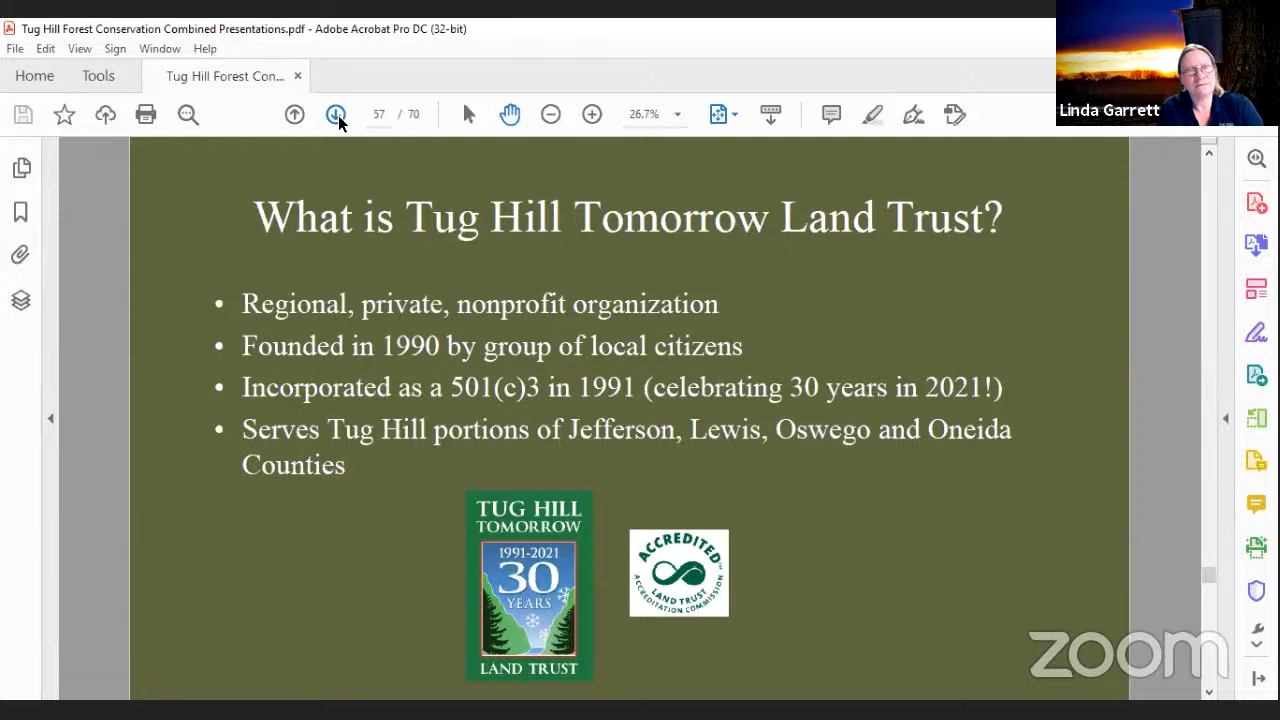 Tug Hill Forest Conservation Combined Presentations.pdf - Adobe Acrobat Pro DC (32-bit)
File Edit View Sign Window Help
Home Tools Tug Hill Forest Con... ×
57 / 70 26.7%
Linda Garrett
What is Tug Hill Tomorrow Land Trust?
• Regional, private, nonprofit organization
• Founded in 1990 by group of local citizens
• Incorporated as a 501(c)3 in 1991 (celebrating 30 years in 2021!)
• Serves Tug Hill portions of Jefferson, Lewis, Oswego and Oneida
Counties
TUG HILL
TOMORROW
1991-2021
30
YEARS
LAND TRUST
ACCREDITED
LAND TRUST
ACCREDITATION COMMISSION
zoom